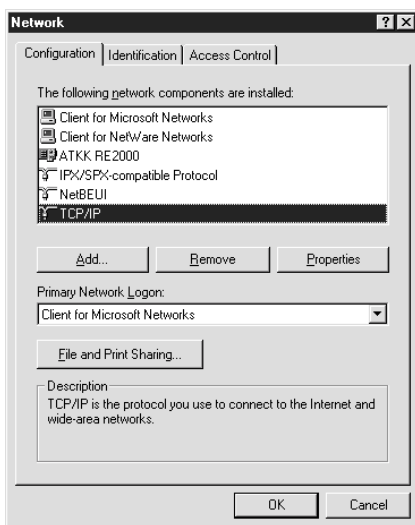 Network
Configuration Identification Access Control
The following network components are installed:
Client for Microsoft Networks
Client for NetWare Networks
ATKK RE2000
IPX/SPX-compatible Protocol
NetBEUI
TCP/IP
Add... Remove Properties
Primary Network Logon:
Client for Microsoft Networks
File and Print Sharing...
Description
TCP/IP is the protocol you use to connect to the Internet and
wide-area networks.
OK Cancel